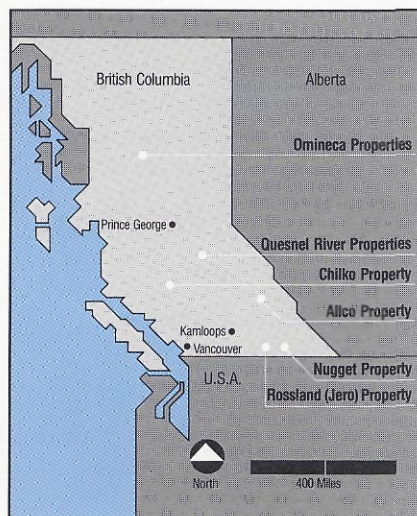 British Columbia
Alberta
Omineca Properties
Prince George
Quesnel River Properties
Chilko Property
Allco Property
Kamloops
Vancouver
Nugget Property
U.S.A.
Rossland (Jero) Property
North
400 Miles